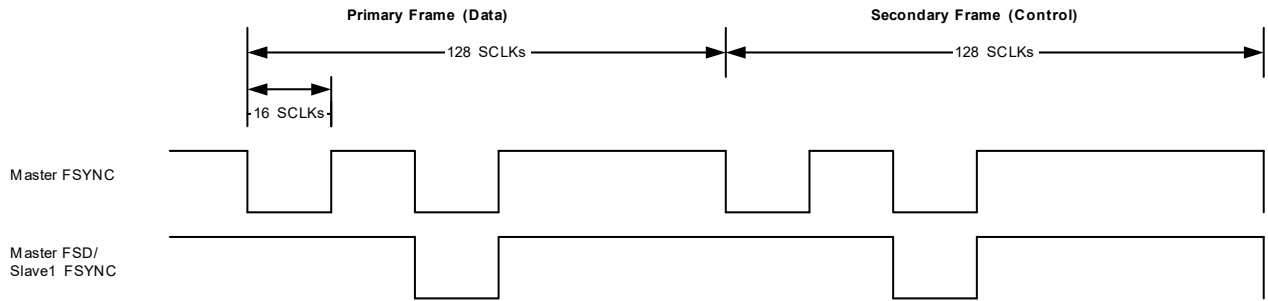 Primary Frame (Data)
Secondary Frame (Control)
128 SCLKs
128 SCLKs
16 SCLKs
Master FSYNC
Master FSD/
Slave1 FSYNC